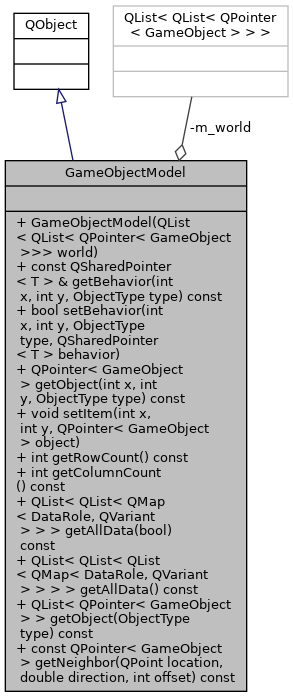 QObject
QList< QList< QPointer
< GameObject > > >
-m_world
GameObjectModel
+ GameObjectModel(QList
< QList< QPointer< GameObject
>>> world)
+ const QSharedPointer
< T > & getBehavior(int
x, int y, ObjectType type) const
+ bool setBehavior(int
x, int y, ObjectType
type, QSharedPointer
< T > behavior)
+ QPointer< GameObject
> getObject(int x, int
y, ObjectType type) const
+ void setItem(int x,
int y, QPointer< GameObject
> object)
+ int getRowCount() const
+ int getColumnCount
() const
+ QList< QList< QMap
< DataRole, QVariant
> > > getAllData(bool)
const
+ QList< QList< QList
< QMap< DataRole, QVariant
> > > > getAllData() const
+ QList< QPointer< GameObject
> > getObject(ObjectType
type) const
+ const QPointer< GameObject
> getNeighbor(QPoint location,
double direction, int offset) const